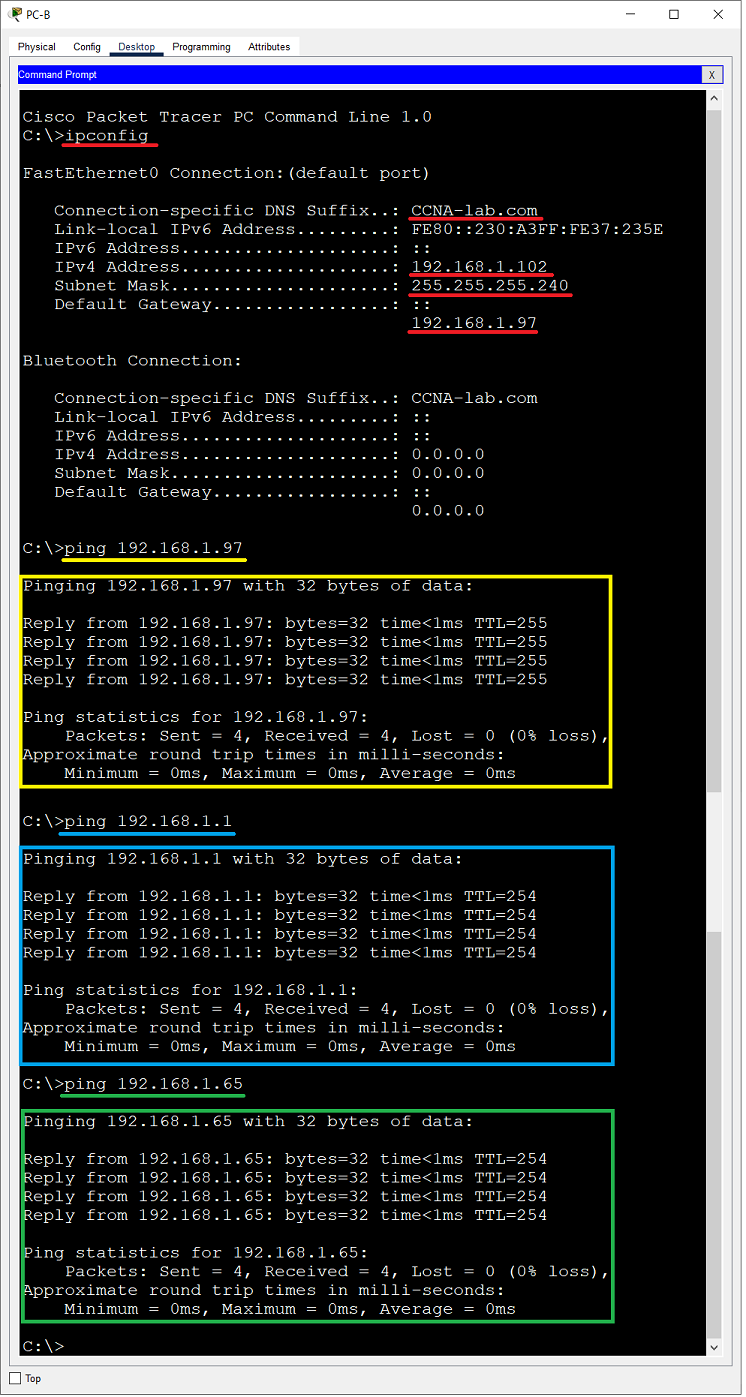 PC-B
Physical Config Desktop Programming Attributes
Command Prompt X
Cisco Packet Tracer PC Command Line 1.0
C:\>ipconfig
FastEthernet0 Connection:(default port)
Connection-specific DNS Suffix..: CCNA-lab.com
Link-local IPv6 Address.........: FE80::230:A3FF:FE37:235E
IPv6 Address....................: ::
IPv4 Address....................: 192.168.1.102
Subnet Mask.....................: 255.255.255.240
Default Gateway.................: ::
192.168.1.97
Bluetooth Connection:
Connection-specific DNS Suffix..: CCNA-lab.com
Link-local IPv6 Address.........: ::
IPv6 Address....................: ::
IPv4 Address....................: 0.0.0.0
Subnet Mask.....................: 0.0.0.0
Default Gateway.................: ::
0.0.0.0
C:\>ping 192.168.1.97
Pinging 192.168.1.97 with 32 bytes of data:
Reply from 192.168.1.97: bytes=32 time<1ms TTL=255
Reply from 192.168.1.97: bytes=32 time<1ms TTL=255
Reply from 192.168.1.97: bytes=32 time<1ms TTL=255
Reply from 192.168.1.97: bytes=32 time<1ms TTL=255
Ping statistics for 192.168.1.97:
Packets: Sent = 4, Received = 4, Lost = 0 (0% loss),
Approximate round trip times in milli-seconds:
Minimum = 0ms, Maximum = 0ms, Average = 0ms
C:\>ping 192.168.1.1
Pinging 192.168.1.1 with 32 bytes of data:
Reply from 192.168.1.1: bytes=32 time<1ms TTL=254
Reply from 192.168.1.1: bytes=32 time<1ms TTL=254
Reply from 192.168.1.1: bytes=32 time<1ms TTL=254
Reply from 192.168.1.1: bytes=32 time<1ms TTL=254
Ping statistics for 192.168.1.1:
Packets: Sent = 4, Received = 4, Lost = 0 (0% loss),
Approximate round trip times in milli-seconds:
Minimum = 0ms, Maximum = 0ms, Average = 0ms
C:\>ping 192.168.1.65
Pinging 192.168.1.65 with 32 bytes of data:
Reply from 192.168.1.65: bytes=32 time<1ms TTL=254
Reply from 192.168.1.65: bytes=32 time<1ms TTL=254
Reply from 192.168.1.65: bytes=32 time<1ms TTL=254
Reply from 192.168.1.65: bytes=32 time<1ms TTL=254
Ping statistics for 192.168.1.65:
Packets: Sent = 4, Received = 4, Lost = 0 (0% loss),
Approximate round trip times in milli-seconds:
Minimum = 0ms, Maximum = 0ms, Average = 0ms
C:\>
Top